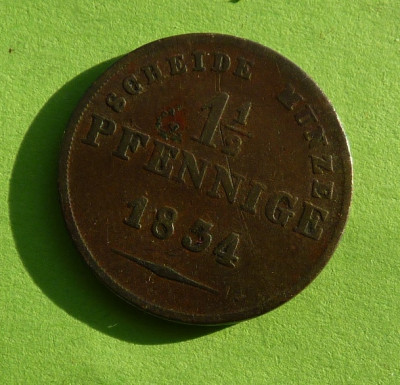 SCHEIDE MÜNZE
1 1/2
PFENNIGE
1854